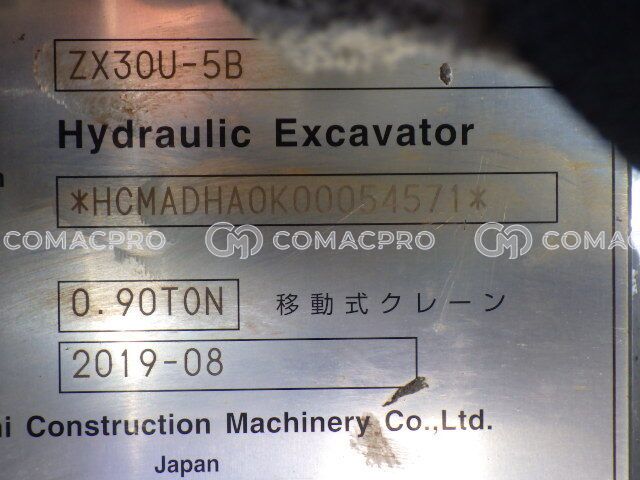 ZX30U-5B
Hydraulic Excavator
*HCMADHA0K00054571*
COMACPRO COMACPRO COMACPRO
0.90TON 移動式クレーン
2019-08
Construction Machinery Co.,Ltd.
Japan